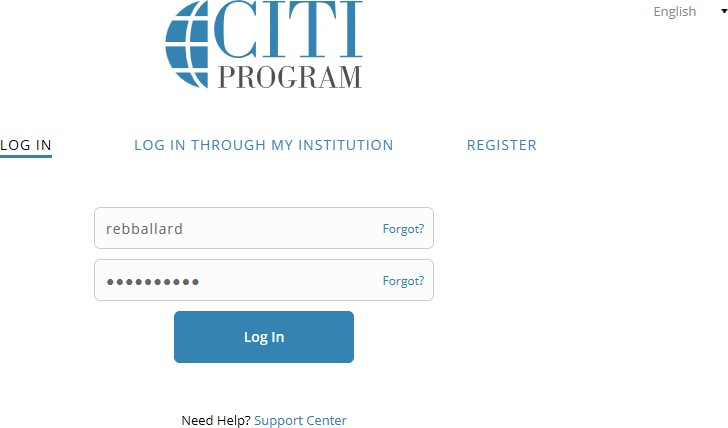 English
CITI
PROGRAM
LOG IN LOG IN THROUGH MY INSTITUTION REGISTER
rebballard Forgot?
●●●●●●●●●● Forgot?
Log In
Need Help? Support Center